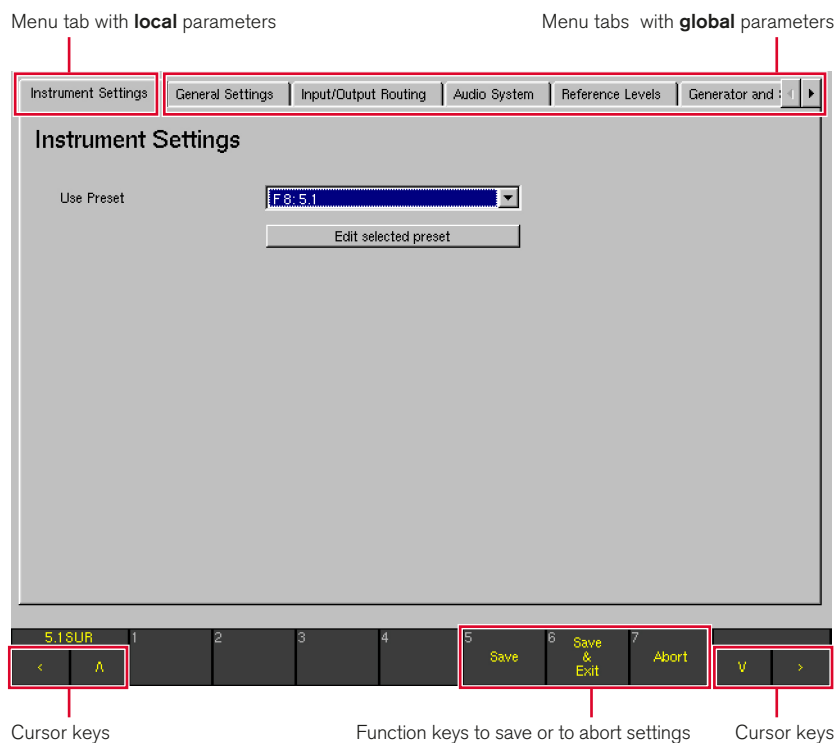 Menu tab with local parameters
Menu tabs with global parameters
Instrument Settings
General Settings
Input/Output Routing
Audio System
Reference Levels
Generator and
Instrument Settings
Use Preset
F 8: 5.1
Edit selected preset
5.1SUR
1
2
3
4
5
Save
6
Save
&
Exit
7
Abort
<
Λ
V
>
Cursor keys
Function keys to save or to abort settings
Cursor keys